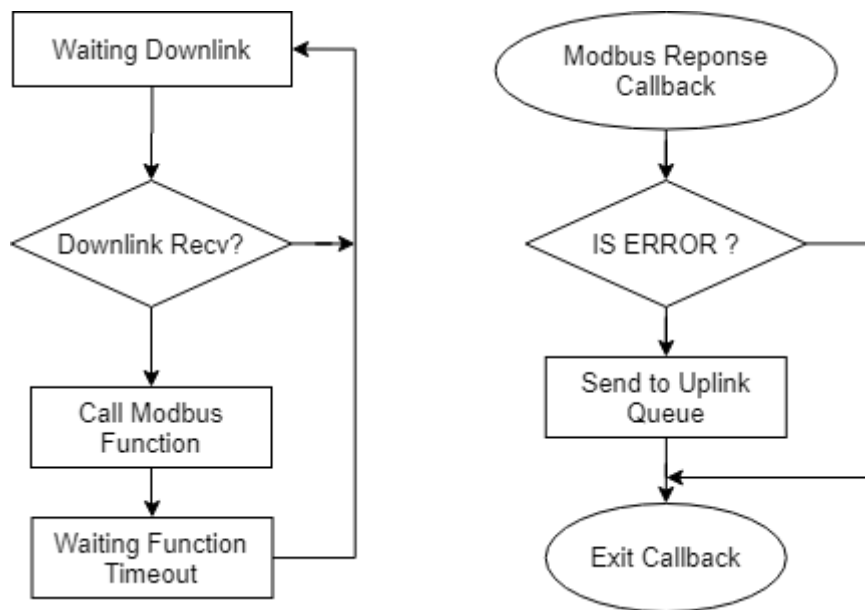 Waiting Downlink
Downlink Recv?
Call Modbus
Function
Waiting Function
Timeout
Modbus Reponse
Callback
IS ERROR ?
Send to Uplink
Queue
Exit Callback